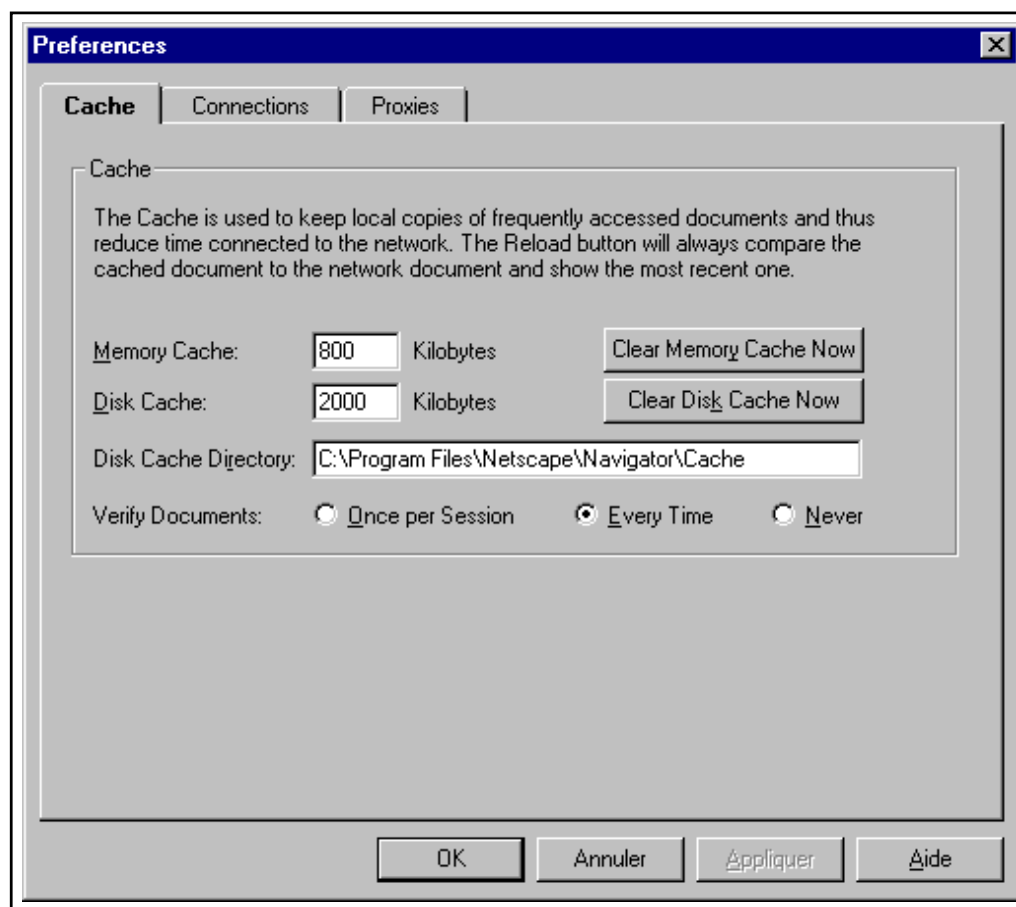 Preferences
Cache Connections Proxies
Cache
The Cache is used to keep local copies of frequently accessed documents and thus
reduce time connected to the network. The Reload button will always compare the
cached document to the network document and show the most recent one.
Memory Cache: 800 Kilobytes Clear Memory Cache Now
Disk Cache: 2000 Kilobytes Clear Disk Cache Now
Disk Cache Directory: C:\Program Files\Netscape\Navigator\Cache
Verify Documents: Once per Session Every Time Never
OK Annuler Appliquer Aide